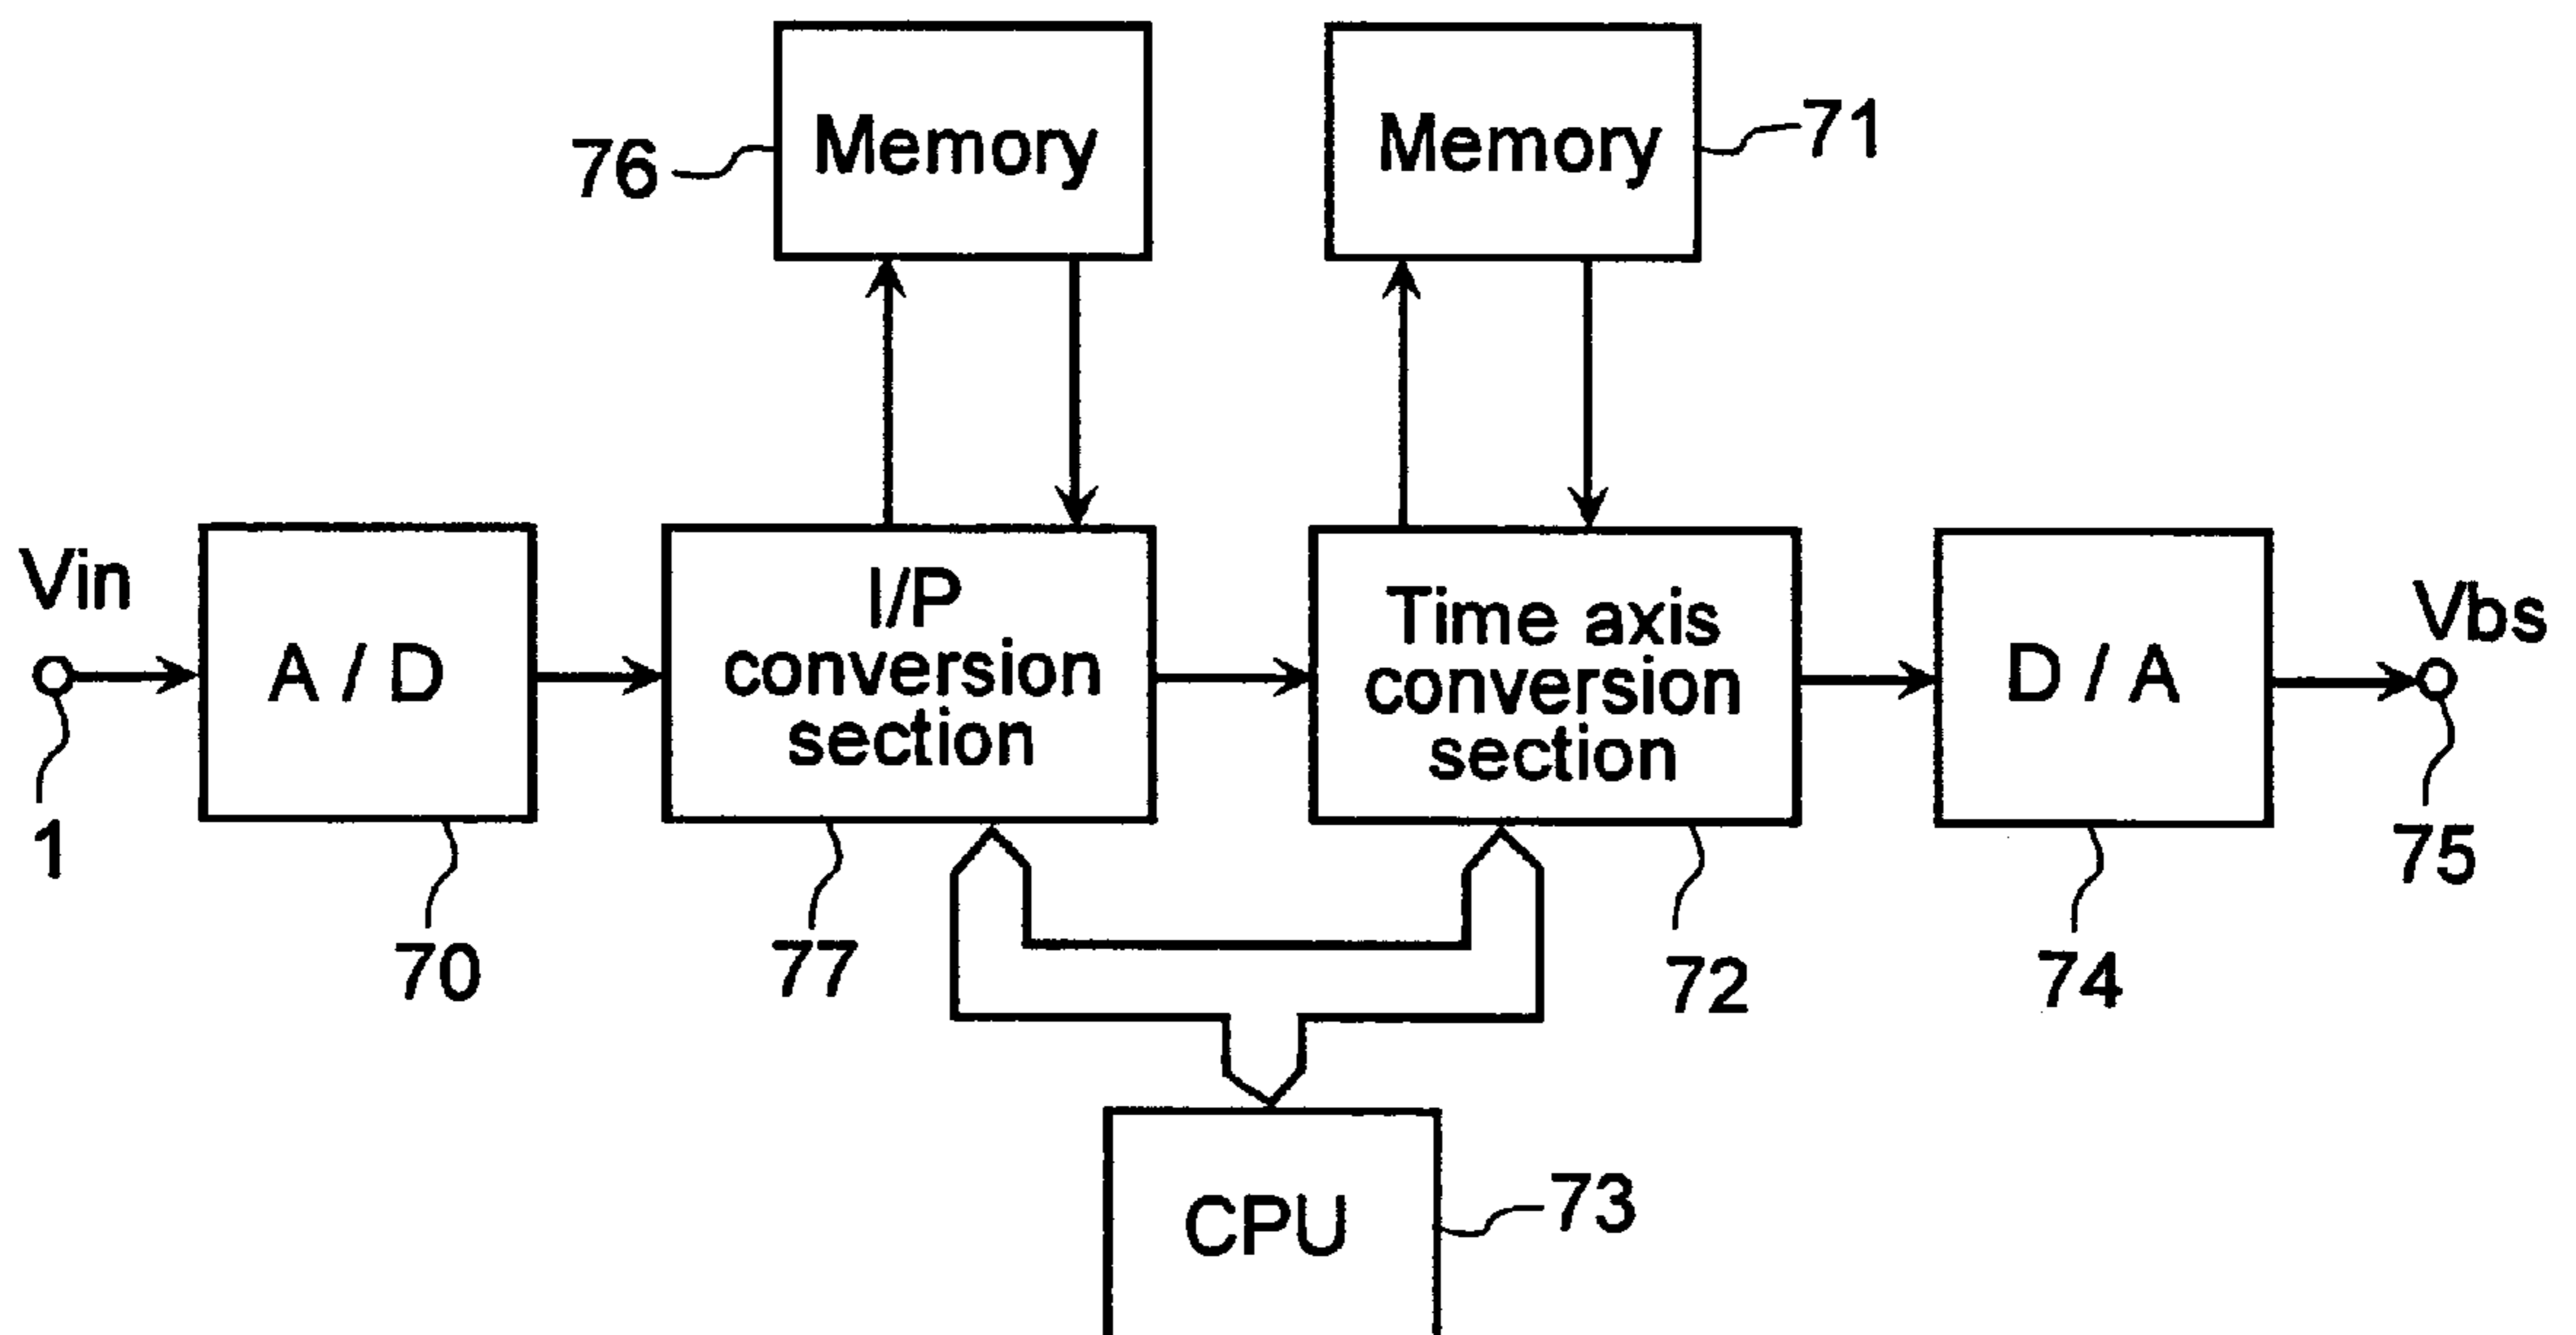 Memory
76
Memory
71
Vin
1
A / D
70
I/P
conversion
section
77
Time axis
conversion
section
72
D / A
74
Vbs
75
CPU
73